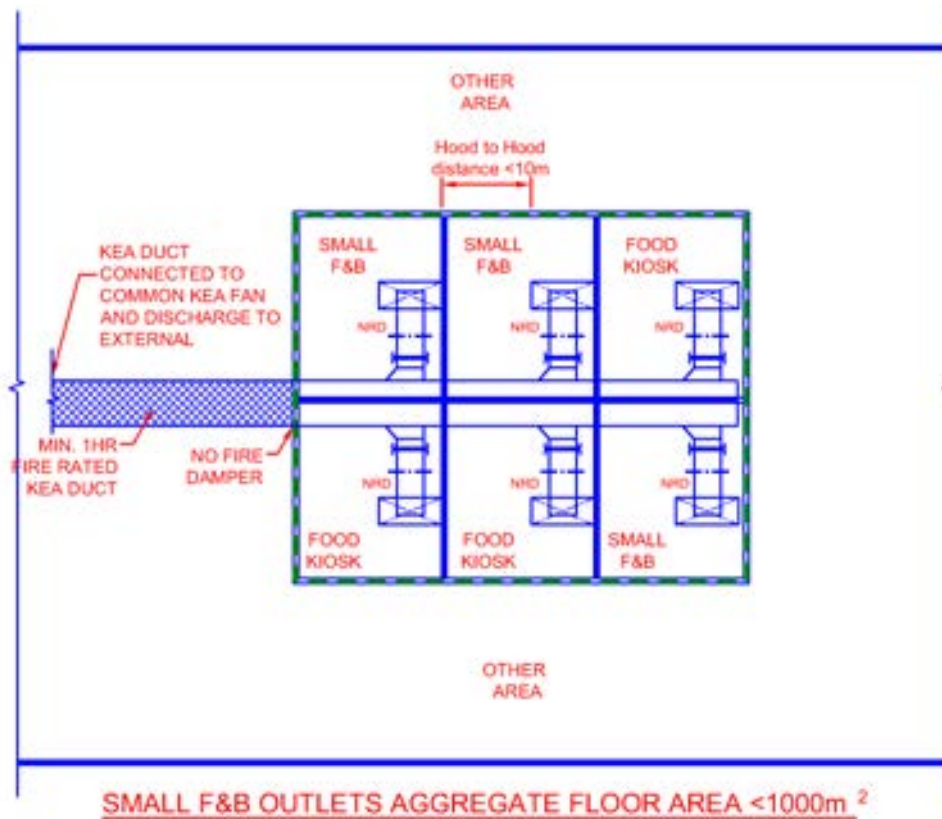 OTHER
AREA
Hood to Hood
distance <10m
KEA DUCT
CONNECTED TO
COMMON KEA FAN
AND DISCHARGE TO
EXTERNAL
SMALL
F&B
SMALL
F&B
FOOD
KIOSK
NRD
NRD
NRD
MIN. 1HR
FIRE RATED
KEA DUCT
NO FIRE
DAMPER
NRD
NRD
NRD
FOOD
KIOSK
FOOD
KIOSK
SMALL
F&B
OTHER
AREA
SMALL F&B OUTLETS AGGREGATE FLOOR AREA <1000m ²